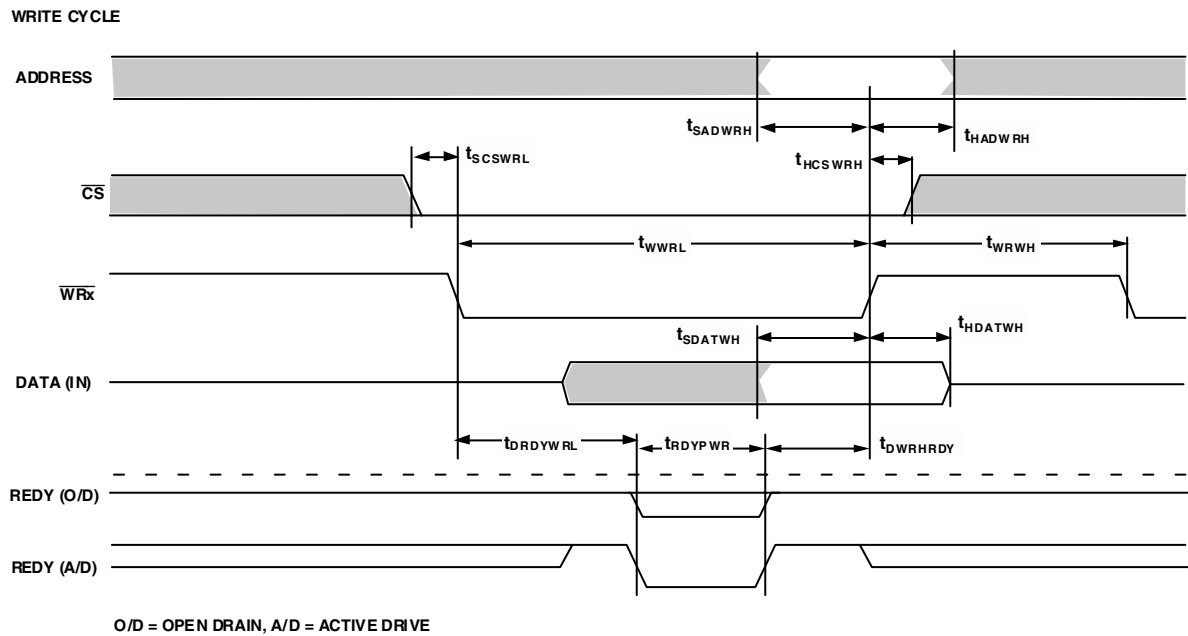 WRITE CYCLE
ADDRESS
tSADWRH
tHADWRH
tSCSWRL
tHCSWRH
CS
tWWRL
tWRWH
WRx
tSDATWH
tHDATWH
DATA (IN)
tDRDYWRL
tRDYPWR
tDWRHRDY
REDY (O/D)
REDY (A/D)
O/D = OPEN DRAIN, A/D = ACTIVE DRIVE